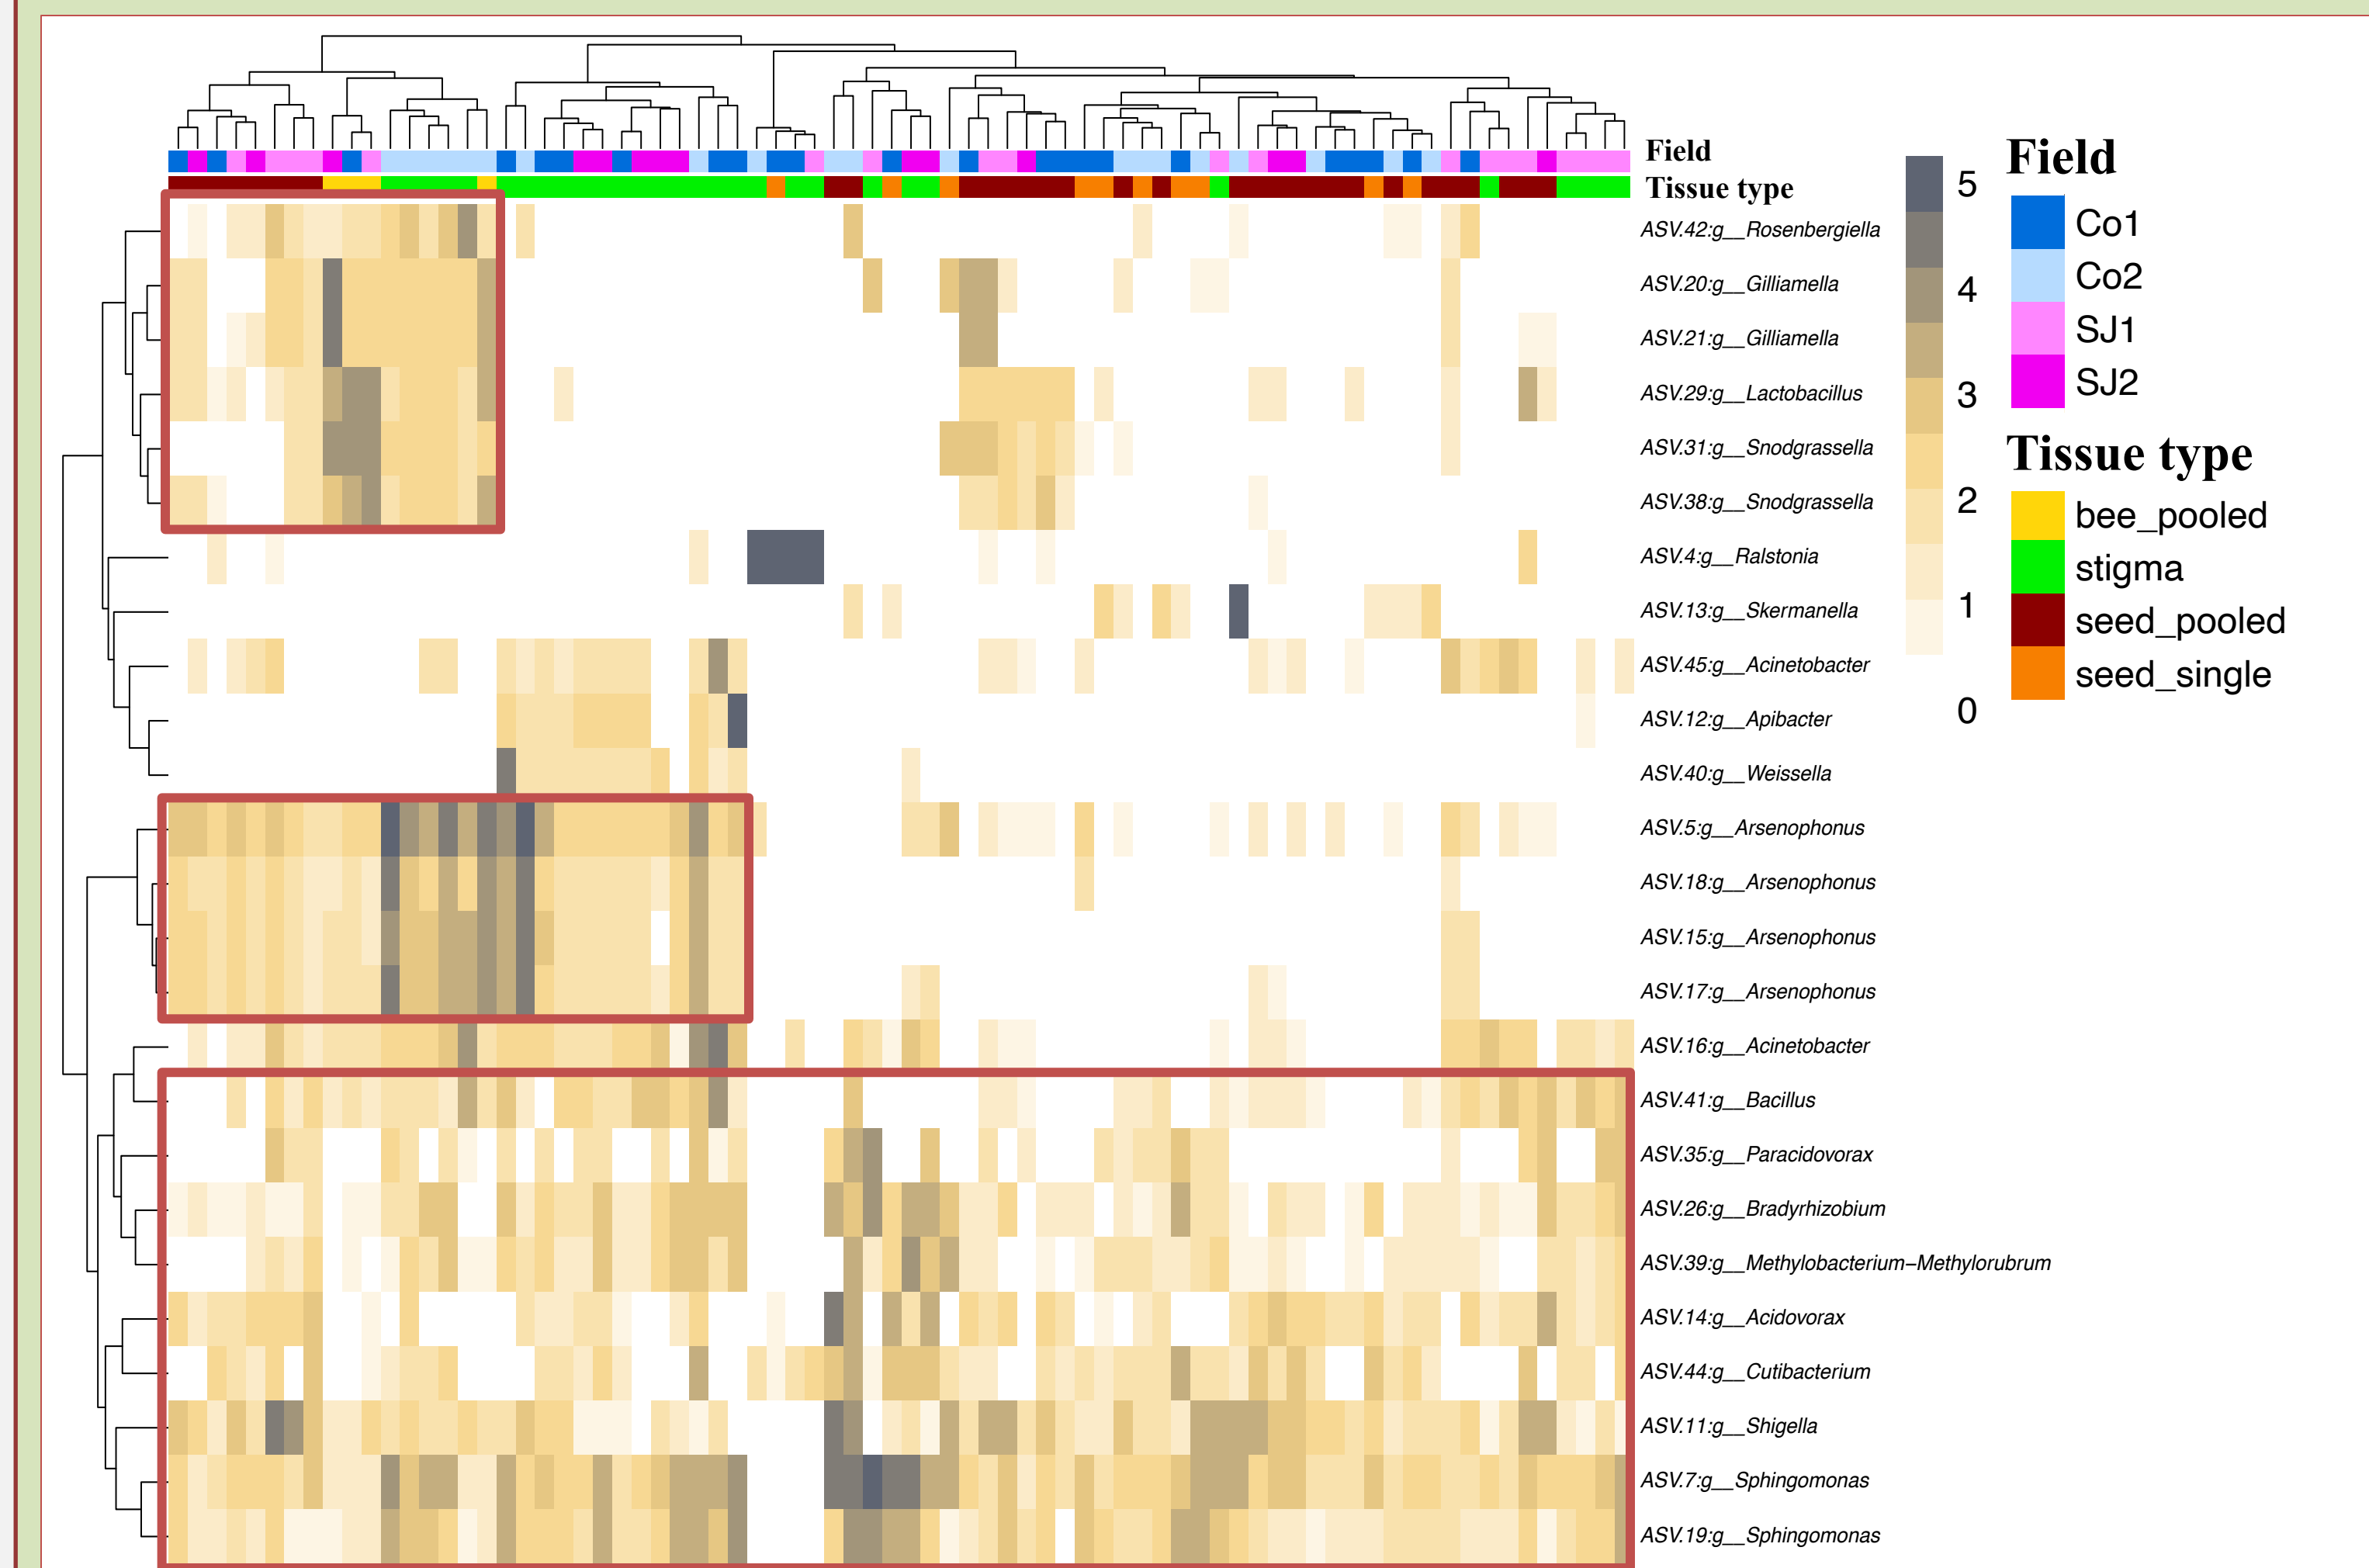 Field
Tissue type
ASV.42:g__Rosenbergiella
ASV.20:g__Gilliamella
ASV.21:g__Gilliamella
ASV.29:g__Lactobacillus
ASV.31:g__Snodgrassella
ASV.38:g__Snodgrassella
ASV.4:g__Ralstonia
ASV.13:g__Skermanella
ASV.45:g__Acinetobacter
ASV.12:g__Apibacter
ASV.40:g__Weissella
ASV.5:g__Arsenophonus
ASV.18:g__Arsenophonus
ASV.15:g__Arsenophonus
ASV.17:g__Arsenophonus
ASV.16:g__Acinetobacter
ASV.41:g__Bacillus
ASV.35:g__Paracidovorax
ASV.26:g__Bradyrhizobium
ASV.39:g__Methylobacterium−Methylorubrum
ASV.14:g__Acidovorax
ASV.44:g__Cutibacterium
ASV.11:g__Shigella
ASV.7:g__Sphingomonas
ASV.19:g__Sphingomonas
5
4
3
2
1
0
Field
Co1
Co2
SJ1
SJ2
Tissue type
bee_pooled
stigma
seed_pooled
seed_single